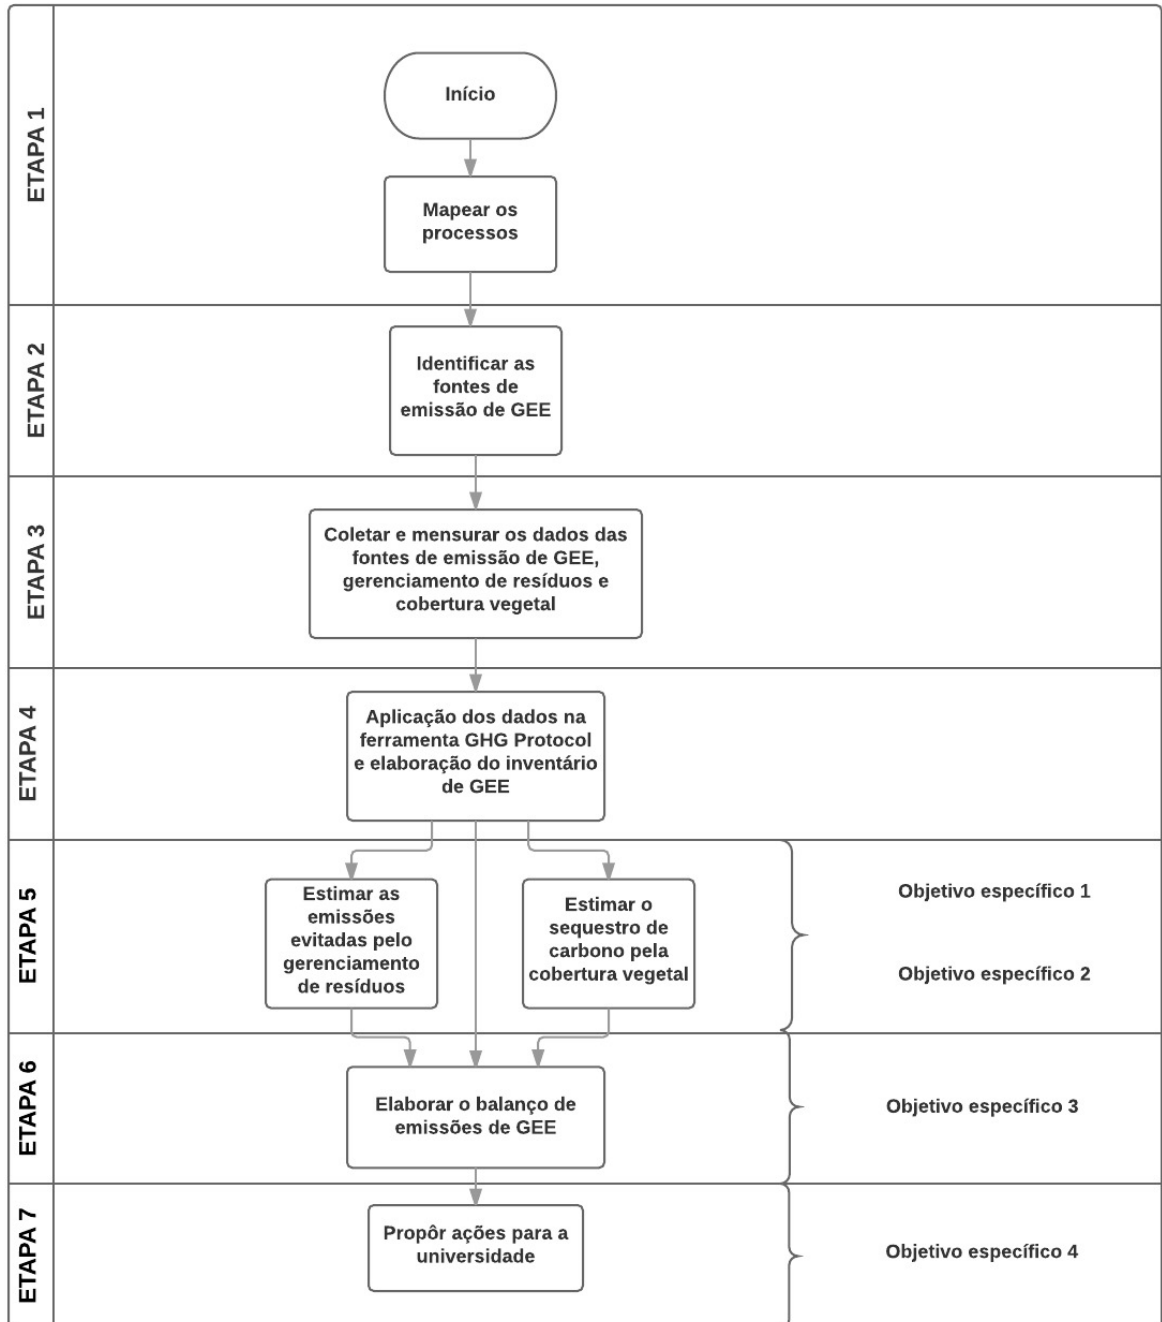 ETAPA 1
Início
Mapear os
processos
ETAPA 2
Identificar as
fontes de
emissão de GEE
ETAPA 3
Coletar e mensurar os dados das
fontes de emissão de GEE,
gerenciamento de resíduos e
cobertura vegetal
ETAPA 4
Aplicação dos dados na
ferramenta GHG Protocol
e elaboração do inventário
de GEE
ETAPA 5
Estimar as
emissões
evitadas pelo
gerenciamento
de resíduos
Estimar o
sequestro de
carbono pela
cobertura vegetal
Objetivo específico 1
Objetivo específico 2
ETAPA 6
Elaborar o balanço de
emissões de GEE
Objetivo específico 3
ETAPA 7
Propôr ações para a
universidade
Objetivo específico 4